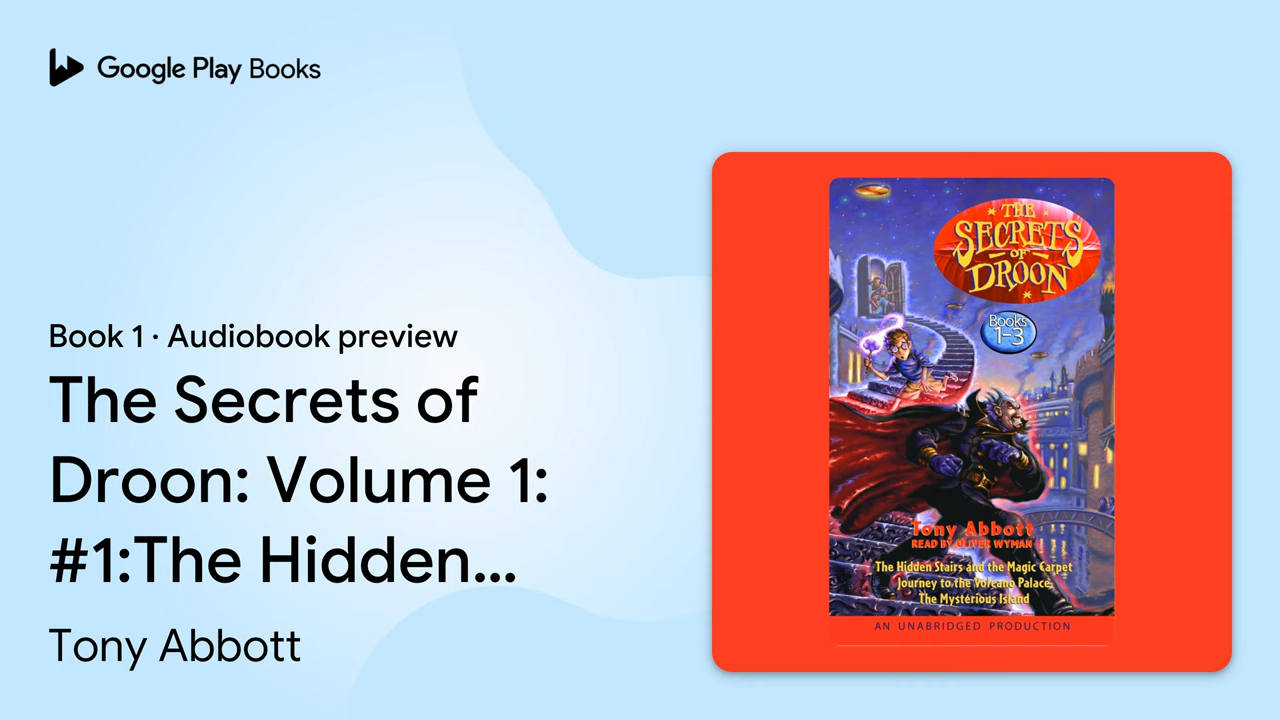 Google Play Books
Book 1 · Audiobook preview
The Secrets of
Droon: Volume 1:
#1:The Hidden...
Tony Abbott
THE
SECRETS
OF
DROON
Books
1-3
Tony Abbott
READ BY OLIVER WYMAN
The Hidden Stairs and the Magic Carpet
Journey to the Volcano Palace
The Mysterious Island
AN UNABRIDGED PRODUCTION